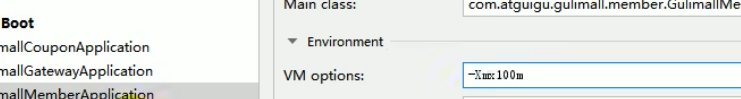 Main class:
com.atguigu.gulimall.member.GulimallMe
Boot
mallCouponApplication
Environment
mallGatewayApplication
VM options:
-Xmx100m
mallMemberApplication